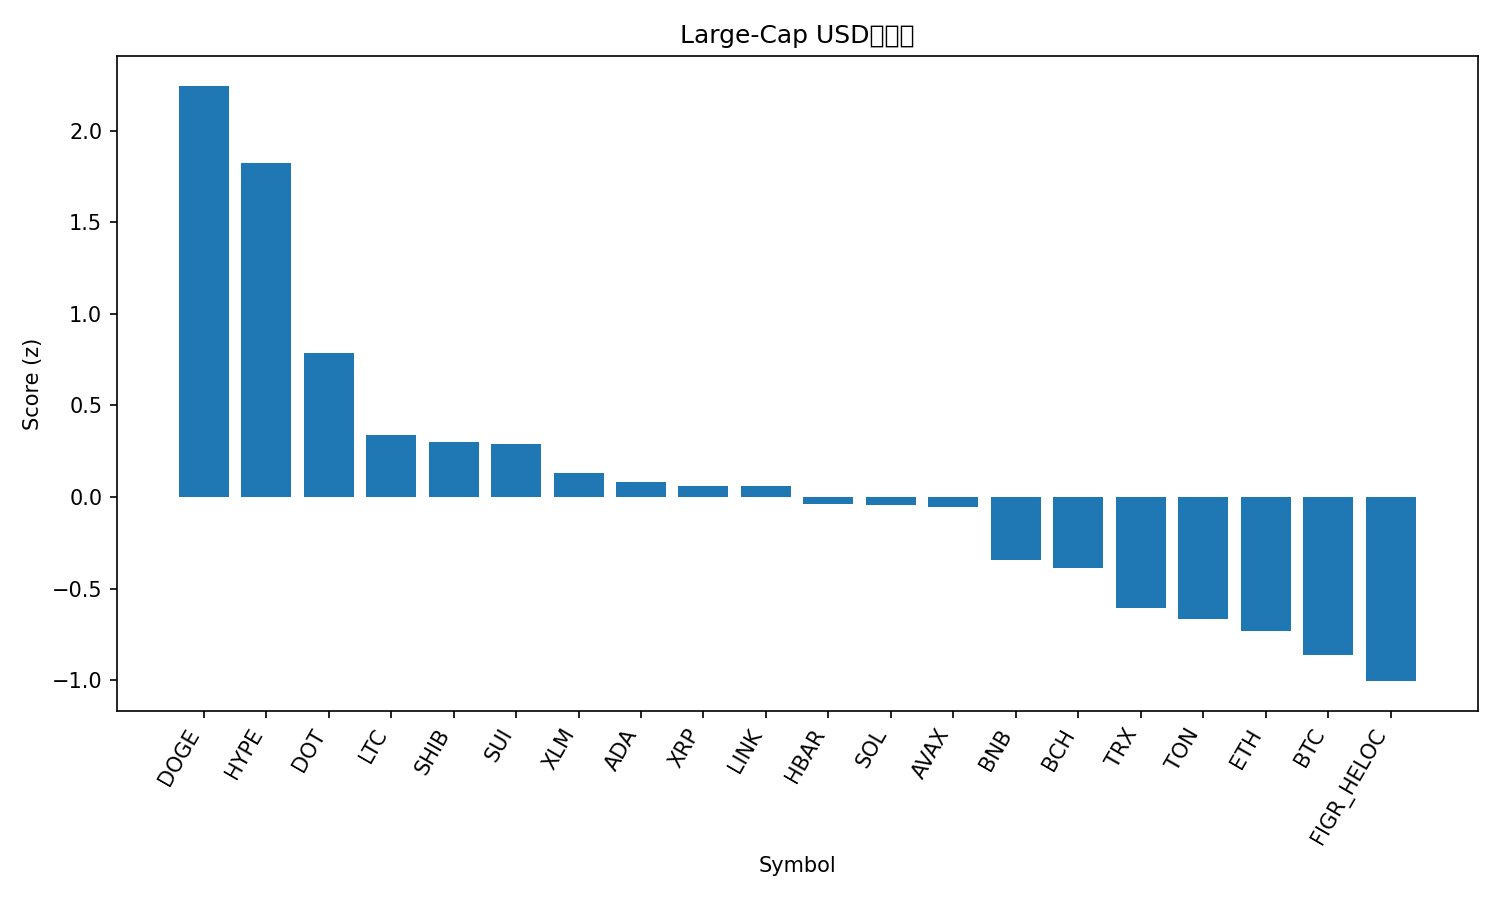 Large-Cap USD
Score (z)
2.0
1.5
1.0
0.5
0.0
−0.5
−1.0
DOGE
HYPE
DOT
LTC
SHIB
SUI
XLM
ADA
XRP
LINK
HBAR
SOL
AVAX
BNB
BCH
TRX
TON
ETH
BTC
FIGR_HELOC
Symbol